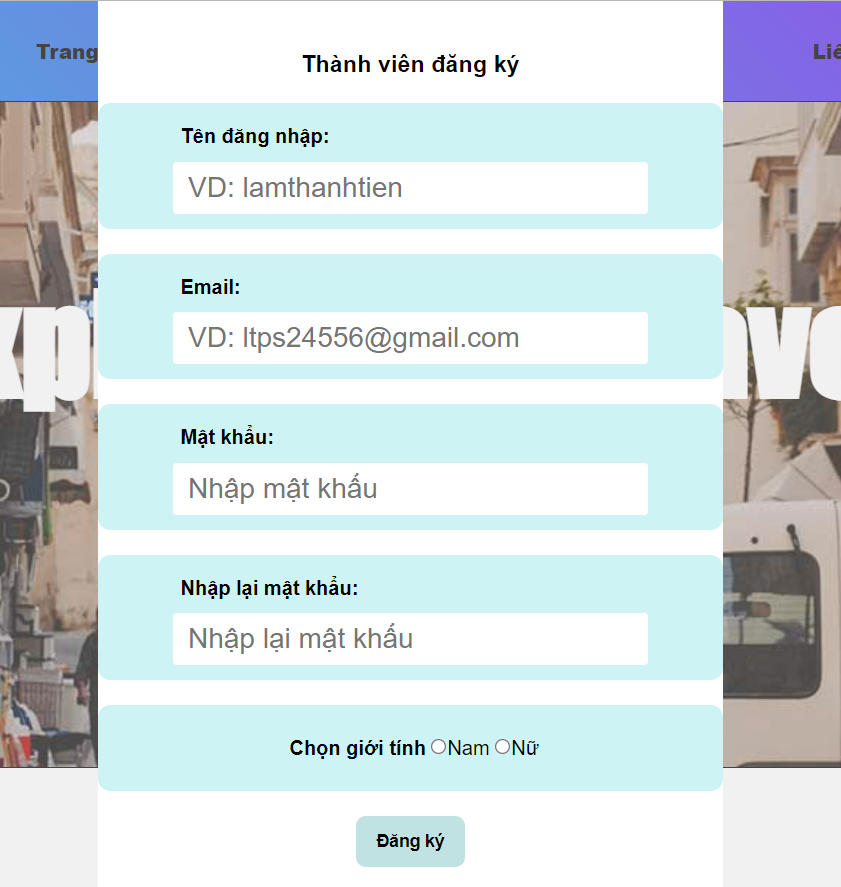 Trang
Thành viên đăng ký
Tên đăng nhập:
VD: lamthanhtien
Email:
VD: ltps24556@gmail.com
Mật khẩu:
Nhập mật khẩu
Nhập lại mật khẩu:
Nhập lại mật khẩu
Chọn giới tính Nam Nữ
Đăng ký